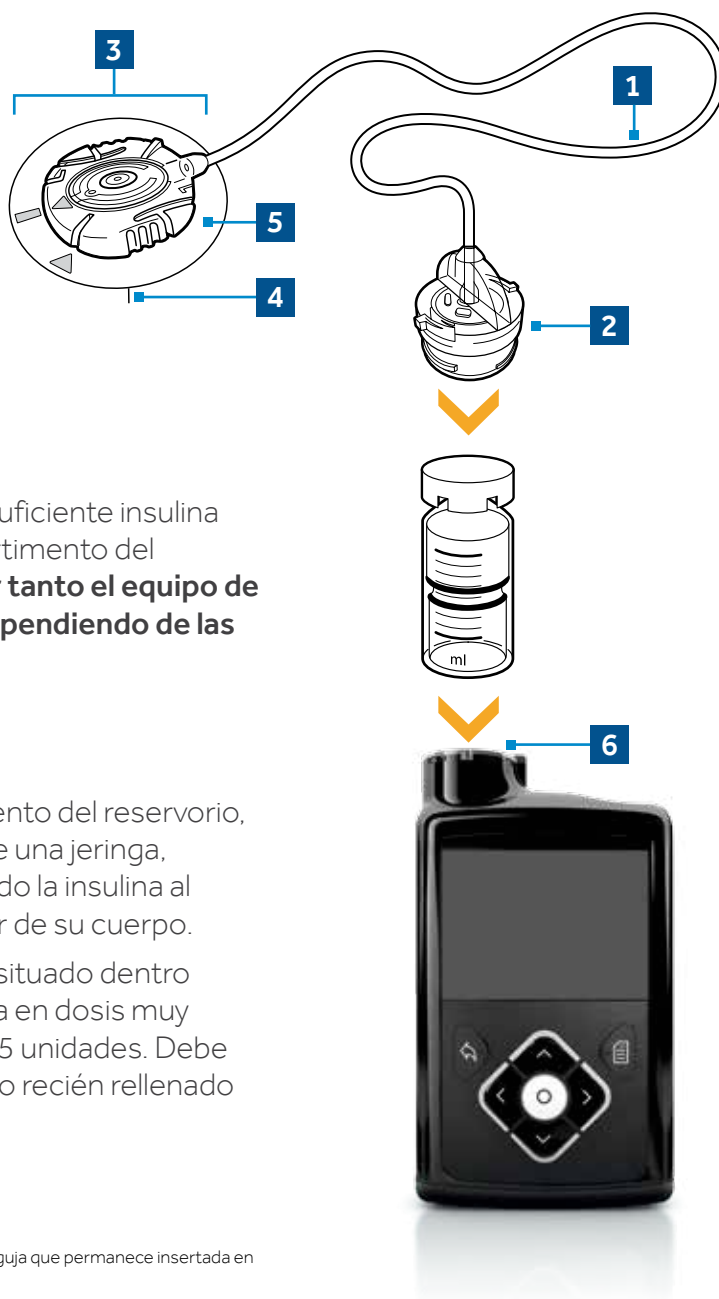 3
1
5
4
2
uficiente insulina
rtimento del
tanto el equipo de
pendiendo de las
ml
6
ento del reservorio,
e una jeringa,
do la insulina al
r de su cuerpo.
situado dentro
a en dosis muy
5 unidades. Debe
o recién rellenado
guja que permanece insertada en